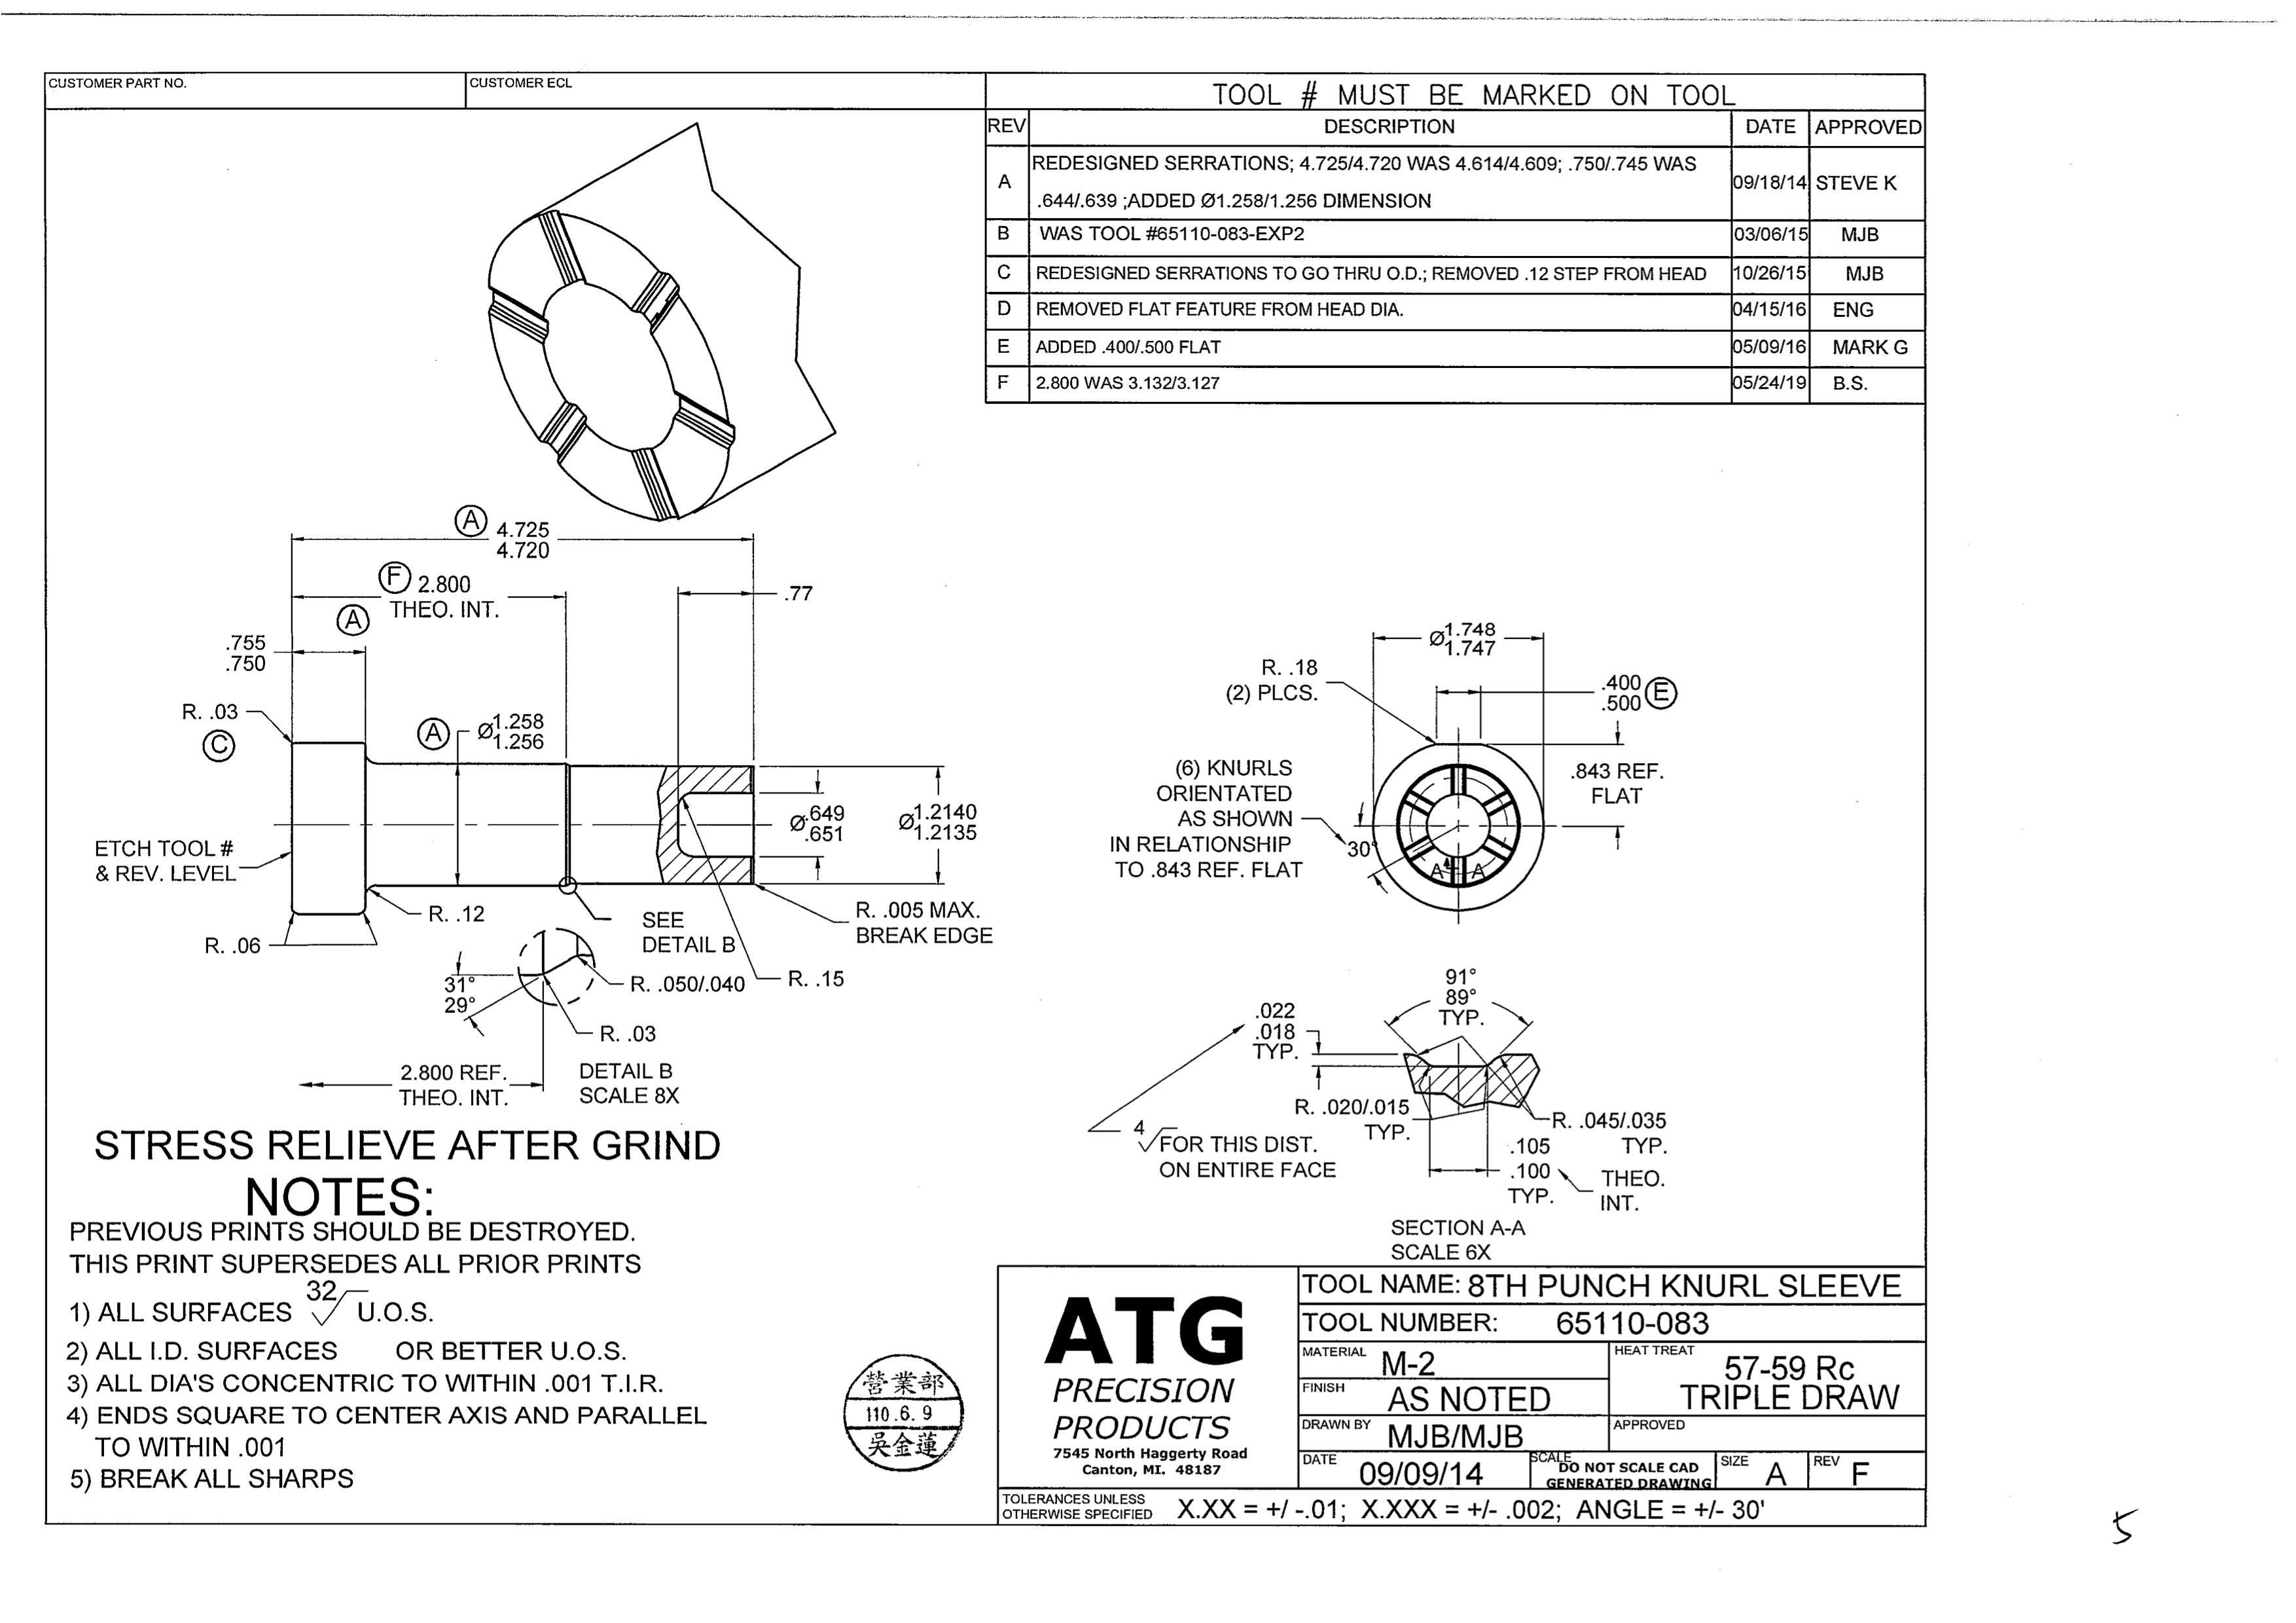 CUSTOMER PART NO.
CUSTOMER ECL
TOOL # MUST BE MARKED ON TOOL
REV DESCRIPTION DATE APPROVED
A REDESIGNED SERRATIONS; 4.725/4.720 WAS 4.614/4.609; .750/.745 WAS
.644/.639 ;ADDED Ø1.258/1.256 DIMENSION 09/18/14 STEVE K
B WAS TOOL #65110-083-EXP2 03/06/15 MJB
C REDESIGNED SERRATIONS TO GO THRU O.D.; REMOVED .12 STEP FROM HEAD 10/26/15 MJB
D REMOVED FLAT FEATURE FROM HEAD DIA. 04/15/16 ENG
E ADDED .400/.500 FLAT 05/09/16 MARK G
F 2.800 WAS 3.132/3.127 05/24/19 B.S.
A 4.725
4.720
F 2.800
THEO. INT.
.77
A
.755
.750
R. .03
C
A Ø1.258
1.256
Ø.649
.651
Ø1.2140
1.2135
ETCH TOOL #
& REV. LEVEL
R. .12
R. .06
SEE
DETAIL B
R. .005 MAX.
BREAK EDGE
R. .15
31°
29°
R. .050/.040
R. .03
2.800 REF.
THEO. INT.
DETAIL B
SCALE 8X
Ø1.748
1.747
R. .18
(2) PLCS.
.400
.500
E
(6) KNURLS
ORIENTATED
AS SHOWN
IN RELATIONSHIP
TO .843 REF. FLAT
30°
.843 REF.
FLAT
A A
91°
89°
TYP.
.022
.018
TYP.
R. .020/.015
TYP.
R. .045/.035
TYP.
.105
.100
TYP.
THEO.
INT.
4
FOR THIS DIST.
ON ENTIRE FACE
SECTION A-A
SCALE 6X
STRESS RELIEVE AFTER GRIND
NOTES:
PREVIOUS PRINTS SHOULD BE DESTROYED.
THIS PRINT SUPERSEDES ALL PRIOR PRINTS
1) ALL SURFACES 32 U.O.S.
2) ALL I.D. SURFACES OR BETTER U.O.S.
3) ALL DIA'S CONCENTRIC TO WITHIN .001 T.I.R.
4) ENDS SQUARE TO CENTER AXIS AND PARALLEL
TO WITHIN .001
5) BREAK ALL SHARPS
營業部
110.6.9
吳金蓮
ATG
PRECISION
PRODUCTS
7545 North Haggerty Road
Canton, MI. 48187
TOOL NAME: 8TH PUNCH KNURL SLEEVE
TOOL NUMBER: 65110-083
MATERIAL M-2
HEAT TREAT 57-59 Rc
TRIPLE DRAW
FINISH AS NOTED
DRAWN BY MJB/MJB
APPROVED
DATE 09/09/14
SCALE DO NOT SCALE CAD
GENERATED DRAWING
SIZE A
REV F
TOLERANCES UNLESS
OTHERWISE SPECIFIED
X.XX = +/ -.01; X.XXX = +/- .002; ANGLE = +/- 30'
5